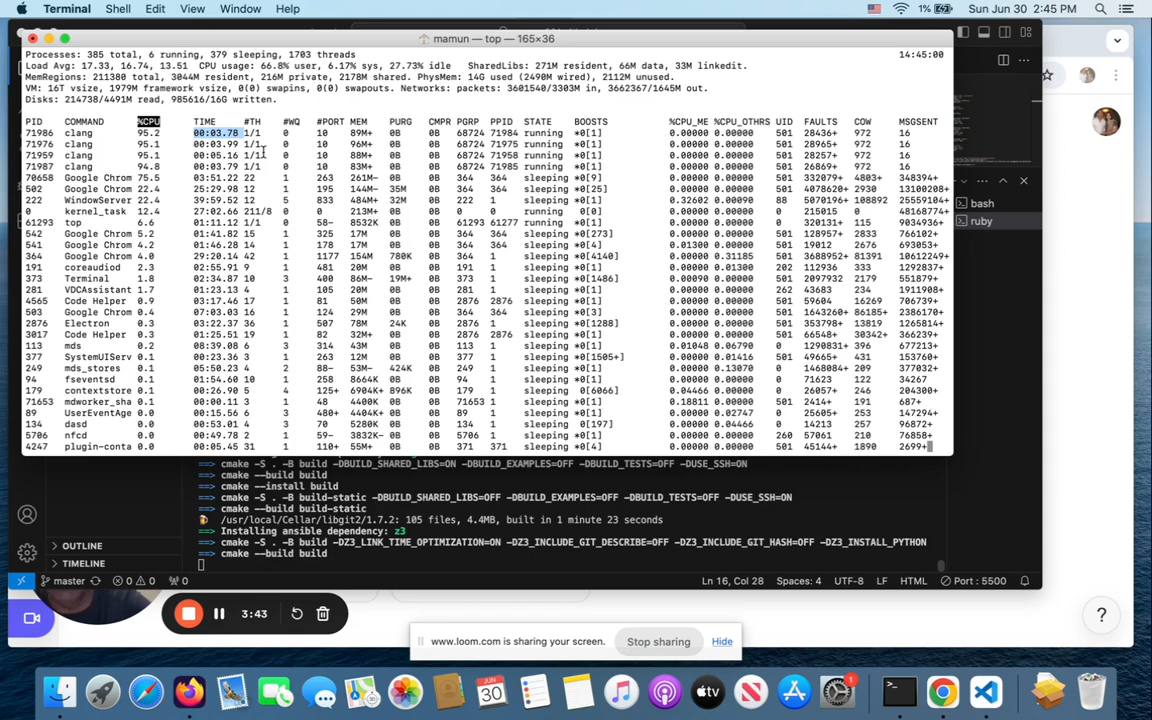 Terminal Shell Edit View Window Help 1% Sun Jun 30 2:45 PM
mamun — top — 165×36
Processes: 385 total, 6 running, 379 sleeping, 1703 threads 14:45:00
Load Avg: 17.33, 16.74, 13.51 CPU usage: 66.8% user, 6.17% sys, 27.73% idle SharedLibs: 271M resident, 66M data, 33M linkedit.
MemRegions: 211380 total, 3044M resident, 216M private, 2178M shared. PhysMem: 14G used (2490M wired), 2112M unused.
VM: 16T vsize, 1979M framework vsize, 0(0) swapins, 0(0) swapouts. Networks: packets: 3601540/3303M in, 3662367/1645M out.
Disks: 214738/4491M read, 985616/16G written.
PID COMMAND %CPU TIME #TH #WQ #PORT MEM PURG CMPR PGRP PPID STATE BOOSTS %CPU_ME %CPU_OTHRS UID FAULTS COW MSGSENT
71986 clang 95.2 00:03.78 1/1 0 10 89M+ 0B 0B 68724 71984 running *0[1] 0.00000 0.00000 501 28436+ 972 16
71976 clang 95.1 00:03.99 1/1 0 10 96M+ 0B 0B 68724 71975 running *0[1] 0.00000 0.00000 501 28965+ 972 16
71959 clang 95.1 00:05.16 1/1 0 10 88M+ 0B 0B 68724 71958 running *0[1] 0.00000 0.00000 501 28257+ 972 16
71987 clang 94.8 00:03.79 1/1 0 10 83M+ 0B 0B 68724 71985 running *0[1] 0.00000 0.00000 501 26869+ 972 16
70658 Google Chrom 75.5 03:51.22 22 1 263 261M- 0B 0B 364 364 sleeping *0[9] 0.00000 0.00000 501 332079+ 4803+ 348394+
502 Google Chrom 22.4 25:29.98 12 1 195 144M- 35M 0B 364 364 sleeping *0[25] 0.00000 0.00000 501 4078620+ 2930 13100208+
222 WindowServer 22.4 39:59.52 12 5 833 484M+ 32M 0B 222 1 sleeping *0[1] 0.32602 0.00090 88 5070196+ 108892 25559104+
0 kernel_task 12.4 27:02.66 211/8 0 0 213M+ 0B 0B 0 0 running 0[0] 0.00000 0.00000 0 215015 0 4168074+
61293 top 6.6 01:11.12 1/1 0 58- 8532K 0B 0B 61293 61277 running *0[1] 0.00000 0.00000 0 320131+ 115 9034936+
542 Google Chrom 5.2 01:41.82 15 1 325 17M 0B 0B 364 364 sleeping *0[273] 0.00000 0.00000 501 128957+ 2833 766102+
541 Google Chrom 4.2 01:46.28 14 1 178 17M 0B 0B 364 364 sleeping *0[4] 0.01300 0.00000 501 19012 2676 693053+
364 Google Chrom 4.0 29:20.14 42 1 1177 154M 780K 0B 364 1 sleeping *0[4140] 0.00000 0.31185 501 3688952+ 81391 10612249+
191 coreaudiod 2.3 02:55.91 9 1 481 20M 0B 0B 191 1 sleeping *0[1] 0.00000 0.01300 202 112936 333 1292837+
373 Terminal 1.8 02:34.87 10 3 400 86M- 19M+ 0B 373 1 sleeping *0[1486] 0.00000 0.00090 501 2097932 2179 451879+
281 VDCAssistant 1.7 01:23.13 4 1 105 20M 0B 0B 281 1 sleeping *0[1] 0.00000 0.00000 262 43683 234 1911908+
4565 Code Helper 0.9 03:17.46 17 1 81 50M 0B 0B 2876 2876 sleeping *0[1] 0.00000 0.00000 501 59604 16269 706739+
503 Google Chrom 0.4 07:03.03 16 1 124 29M 0B 0B 364 364 sleeping *0[3] 0.00000 0.00000 501 1643260+ 86185+ 2386170+
2876 Electron 0.3 03:22.37 36 1 507 78M 24K 0B 2876 1 sleeping *0[1288] 0.00000 0.00000 501 353798+ 13819 1265814+
3017 Code Helper 0.3 01:25.51 19 1 82 32M+ 0B 0B 2876 2876 sleeping *0[1] 0.00000 0.00000 501 66548 30342+ 266639+
113 mds 0.2 08:39.08 6 3 314 43M 0B 0B 113 1 sleeping *0[1] 0.01048 0.06790 0 1291832+ 396 677213+
377 SystemUIServ 0.1 00:23.36 3 1 263 12M 0B 0B 377 1 sleeping *0[1505+] 0.00000 0.01416 501 49665+ 431 153760+
249 mds_stores 0.1 05:50.23 4 2 88- 53M- 424K 0B 249 1 sleeping *0[1] 0.00000 0.13070 0 1468084+ 209 377432+
94 fseventsd 0.1 01:54.60 10 1 258 8664K 0B 0B 94 1 sleeping *0[1] 0.00000 0.00000 0 71623 122 34267
179 contextstore 0.1 00:26.90 5 4 125+ 6904K+ 896K 0B 179 1 sleeping 0[6066] 0.04466 0.00000 0 26057+ 246 204300+
71653 mdworker_sha 0.1 00:00.11 3 1 48 4400K 0B 0B 71653 1 sleeping *0[1] 0.18811 0.00000 501 2414+ 191 687+
89 UserEventAge 0.0 00:15.56 6 3 480+ 4404K+ 0B 0B 89 1 sleeping *0[1] 0.00000 0.02747 0 25605+ 253 147294+
134 dasd 0.0 00:53.01 4 3 70 5280K 0B 0B 134 1 sleeping 0[197] 0.00000 0.04466 0 14213 257 96872+
5706 nfcd 0.0 00:49.78 2 1 59- 3832K- 0B 0B 5706 1 sleeping *0[1] 0.00000 0.00000 260 57061 210 76858+
4247 plugin-conta 0.0 00:05.45 31 1 110+ 55M+ 0B 0B 371 371 sleeping *0[4] 0.00000 0.00000 501 45144+ 1890 2699+
bash
ruby
==> cmake -S . -B build -DBUILD_SHARED_LIBS=ON -DBUILD_EXAMPLES=OFF -DBUILD_TESTS=OFF -DUSE_SSH=ON
==> cmake --build build
==> cmake --install build
==> cmake -S . -B build-static -DBUILD_SHARED_LIBS=OFF -DBUILD_EXAMPLES=OFF -DBUILD_TESTS=OFF -DUSE_SSH=ON
==> cmake --build build-static
/usr/local/Cellar/libgit2/1.7.2: 105 files, 4.4MB, built in 1 minute 23 seconds
==> Installing ansible dependency: z3
==> cmake -S . -B build -DZ3_LINK_TIME_OPTIMIZATION=ON -DZ3_INCLUDE_GIT_DESCRIBE=OFF -DZ3_INCLUDE_GIT_HASH=OFF -DZ3_INSTALL_PYTHON
==> cmake --build build
OUTLINE
TIMELINE
master 0 0 0 Ln 16, Col 28 Spaces: 4 UTF-8 LF HTML Port : 5500
3:43
www.loom.com is sharing your screen. Stop sharing Hide
?
JUN
30
1